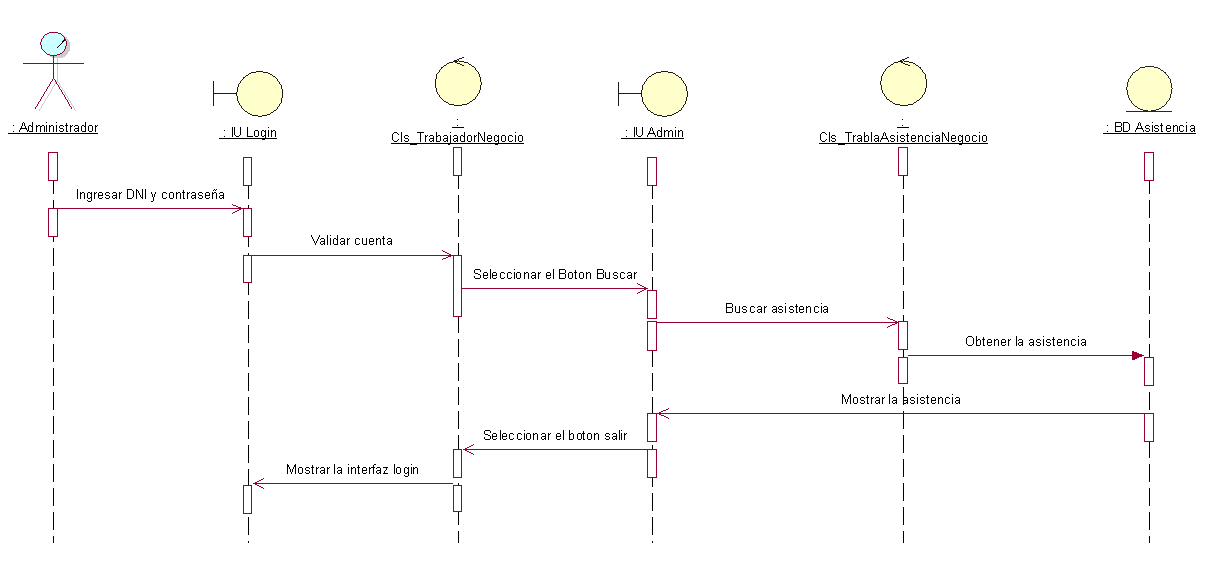 : Administrador
: IU Login
:
Cls_TrabajadorNegocio
: IU Admin
:
Cls_TrablaAsistenciaNegocio
: BD Asistencia
Ingresar DNI y contraseña
Validar cuenta
Seleccionar el Boton Buscar
Buscar asistencia
Obtener la asistencia
Mostrar la asistencia
Seleccionar el boton salir
Mostrar la interfaz login